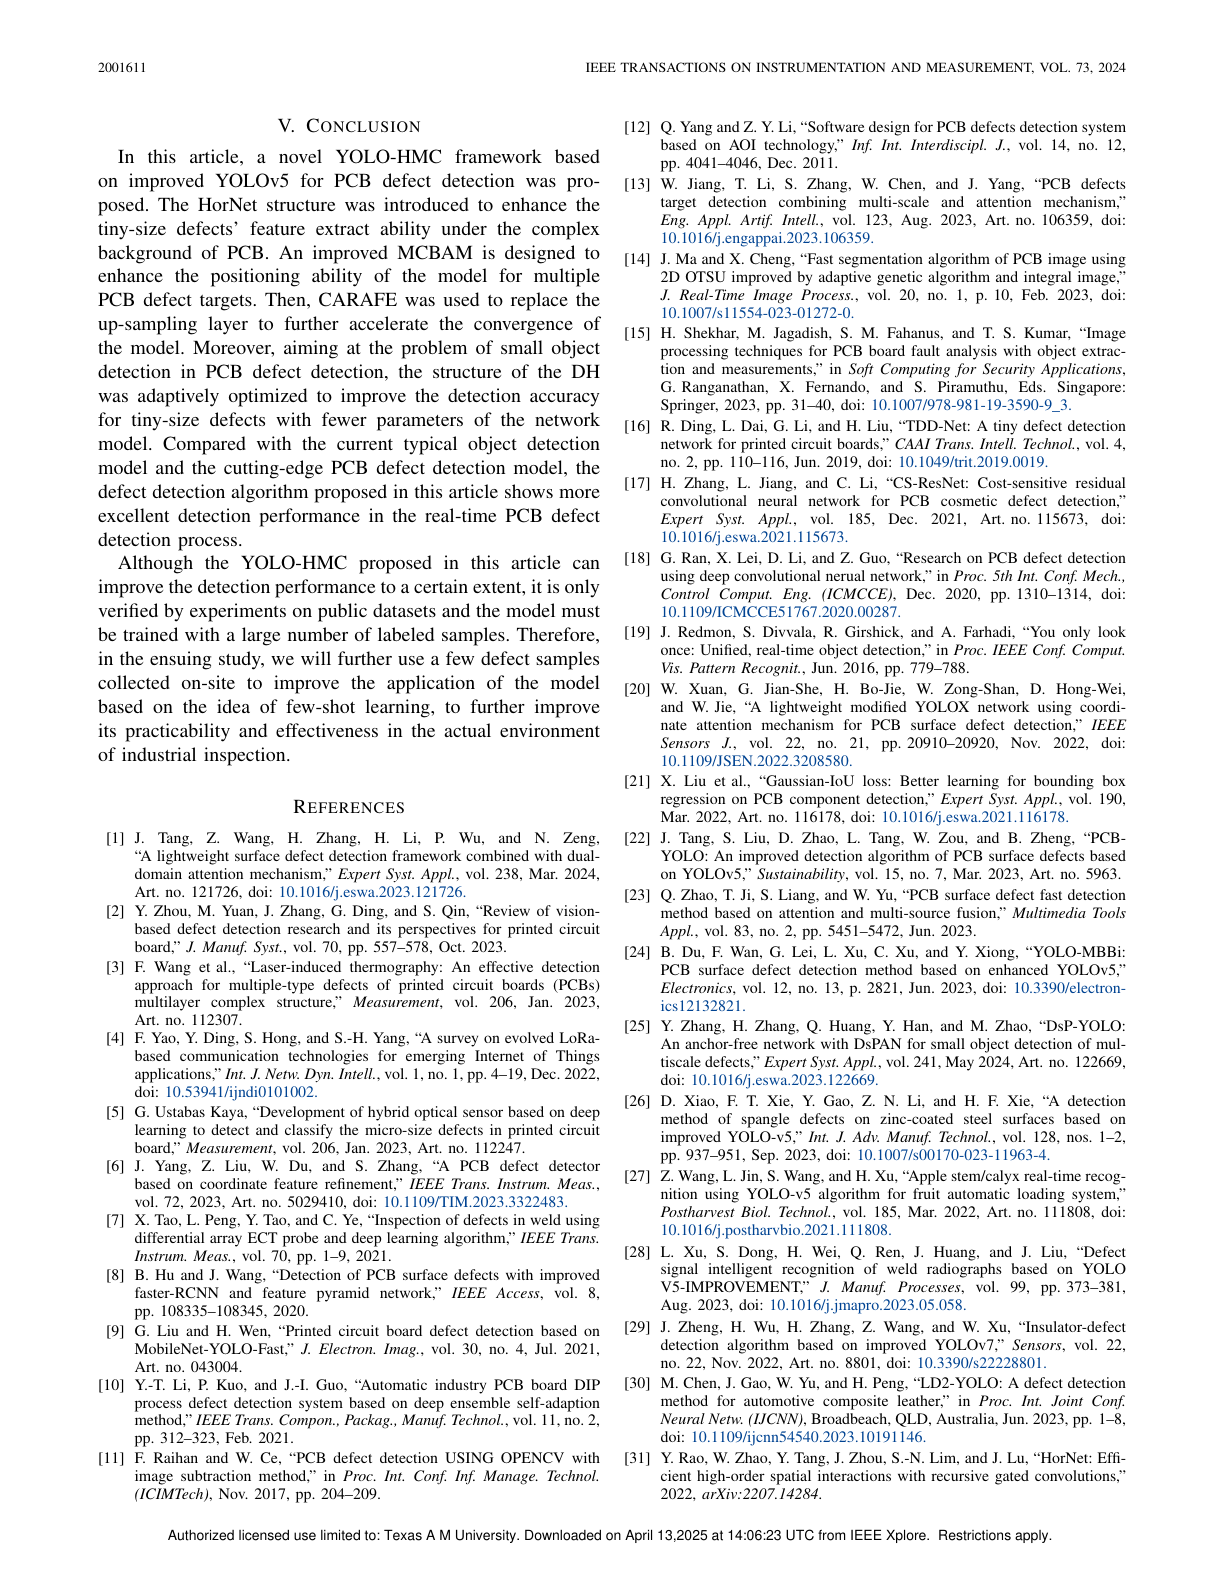 2001611
IEEE TRANSACTIONS ON INSTRUMENTATION AND MEASUREMENT, VOL. 73, 2024
V. CONCLUSION
In this article, a novel YOLO-HMC framework based
on improved YOLOv5 for PCB defect detection was pro-
posed. The HorNet structure was introduced to enhance the
tiny-size defects’ feature extract ability under the complex
background of PCB. An improved MCBAM is designed to
enhance the positioning ability of the model for multiple
PCB defect targets. Then, CARAFE was used to replace the
up-sampling layer to further accelerate the convergence of
the model. Moreover, aiming at the problem of small object
detection in PCB defect detection, the structure of the DH
was adaptively optimized to improve the detection accuracy
for tiny-size defects with fewer parameters of the network
model. Compared with the current typical object detection
model and the cutting-edge PCB defect detection model, the
defect detection algorithm proposed in this article shows more
excellent detection performance in the real-time PCB defect
detection process.
Although the YOLO-HMC proposed in this article can
improve the detection performance to a certain extent, it is only
verified by experiments on public datasets and the model must
be trained with a large number of labeled samples. Therefore,
in the ensuing study, we will further use a few defect samples
collected on-site to improve the application of the model
based on the idea of few-shot learning, to further improve
its practicability and effectiveness in the actual environment
of industrial inspection.
REFERENCES
[1] J. Tang, Z. Wang, H. Zhang, H. Li, P. Wu, and N. Zeng,
“A lightweight surface defect detection framework combined with dual-
domain attention mechanism,” Expert Syst. Appl., vol. 238, Mar. 2024,
Art. no. 121726, doi: 10.1016/j.eswa.2023.121726.
[2] Y. Zhou, M. Yuan, J. Zhang, G. Ding, and S. Qin, “Review of vision-
based defect detection research and its perspectives for printed circuit
board,” J. Manuf. Syst., vol. 70, pp. 557–578, Oct. 2023.
[3] F. Wang et al., “Laser-induced thermography: An effective detection
approach for multiple-type defects of printed circuit boards (PCBs)
multilayer complex structure,” Measurement, vol. 206, Jan. 2023,
Art. no. 112307.
[4] F. Yao, Y. Ding, S. Hong, and S.-H. Yang, “A survey on evolved LoRa-
based communication technologies for emerging Internet of Things
applications,” Int. J. Netw. Dyn. Intell., vol. 1, no. 1, pp. 4–19, Dec. 2022,
doi: 10.53941/ijndi0101002.
[5] G. Ustabas Kaya, “Development of hybrid optical sensor based on deep
learning to detect and classify the micro-size defects in printed circuit
board,” Measurement, vol. 206, Jan. 2023, Art. no. 112247.
[6] J. Yang, Z. Liu, W. Du, and S. Zhang, “A PCB defect detector
based on coordinate feature refinement,” IEEE Trans. Instrum. Meas.,
vol. 72, 2023, Art. no. 5029410, doi: 10.1109/TIM.2023.3322483.
[7] X. Tao, L. Peng, Y. Tao, and C. Ye, “Inspection of defects in weld using
differential array ECT probe and deep learning algorithm,” IEEE Trans.
Instrum. Meas., vol. 70, pp. 1–9, 2021.
[8] B. Hu and J. Wang, “Detection of PCB surface defects with improved
faster-RCNN and feature pyramid network,” IEEE Access, vol. 8,
pp. 108335–108345, 2020.
[9] G. Liu and H. Wen, “Printed circuit board defect detection based on
MobileNet-YOLO-Fast,” J. Electron. Imag., vol. 30, no. 4, Jul. 2021,
Art. no. 043004.
[10] Y.-T. Li, P. Kuo, and J.-I. Guo, “Automatic industry PCB board DIP
process defect detection system based on deep ensemble self-adaption
method,” IEEE Trans. Compon., Packag., Manuf. Technol., vol. 11, no. 2,
pp. 312–323, Feb. 2021.
[11] F. Raihan and W. Ce, “PCB defect detection USING OPENCV with
image subtraction method,” in Proc. Int. Conf. Inf. Manage. Technol.
(ICIMTech), Nov. 2017, pp. 204–209.
[12] Q. Yang and Z. Y. Li, “Software design for PCB defects detection system
based on AOI technology,” Inf. Int. Interdiscipl. J., vol. 14, no. 12,
pp. 4041–4046, Dec. 2011.
[13] W. Jiang, T. Li, S. Zhang, W. Chen, and J. Yang, “PCB defects
target detection combining multi-scale and attention mechanism,”
Eng. Appl. Artif. Intell., vol. 123, Aug. 2023, Art. no. 106359, doi:
10.1016/j.engappai.2023.106359.
[14] J. Ma and X. Cheng, “Fast segmentation algorithm of PCB image using
2D OTSU improved by adaptive genetic algorithm and integral image,”
J. Real-Time Image Process., vol. 20, no. 1, p. 10, Feb. 2023, doi:
10.1007/s11554-023-01272-0.
[15] H. Shekhar, M. Jagadish, S. M. Fahanus, and T. S. Kumar, “Image
processing techniques for PCB board fault analysis with object extrac-
tion and measurements,” in Soft Computing for Security Applications,
G. Ranganathan, X. Fernando, and S. Piramuthu, Eds. Singapore:
Springer, 2023, pp. 31–40, doi: 10.1007/978-981-19-3590-9_3.
[16] R. Ding, L. Dai, G. Li, and H. Liu, “TDD-Net: A tiny defect detection
network for printed circuit boards,” CAAI Trans. Intell. Technol., vol. 4,
no. 2, pp. 110–116, Jun. 2019, doi: 10.1049/trit.2019.0019.
[17] H. Zhang, L. Jiang, and C. Li, “CS-ResNet: Cost-sensitive residual
convolutional neural network for PCB cosmetic defect detection,”
Expert Syst. Appl., vol. 185, Dec. 2021, Art. no. 115673, doi:
10.1016/j.eswa.2021.115673.
[18] G. Ran, X. Lei, D. Li, and Z. Guo, “Research on PCB defect detection
using deep convolutional nerual network,” in Proc. 5th Int. Conf. Mech.,
Control Comput. Eng. (ICMCCE), Dec. 2020, pp. 1310–1314, doi:
10.1109/ICMCCE51767.2020.00287.
[19] J. Redmon, S. Divvala, R. Girshick, and A. Farhadi, “You only look
once: Unified, real-time object detection,” in Proc. IEEE Conf. Comput.
Vis. Pattern Recognit., Jun. 2016, pp. 779–788.
[20] W. Xuan, G. Jian-She, H. Bo-Jie, W. Zong-Shan, D. Hong-Wei,
and W. Jie, “A lightweight modified YOLOX network using coordi-
nate attention mechanism for PCB surface defect detection,” IEEE
Sensors J., vol. 22, no. 21, pp. 20910–20920, Nov. 2022, doi:
10.1109/JSEN.2022.3208580.
[21] X. Liu et al., “Gaussian-IoU loss: Better learning for bounding box
regression on PCB component detection,” Expert Syst. Appl., vol. 190,
Mar. 2022, Art. no. 116178, doi: 10.1016/j.eswa.2021.116178.
[22] J. Tang, S. Liu, D. Zhao, L. Tang, W. Zou, and B. Zheng, “PCB-
YOLO: An improved detection algorithm of PCB surface defects based
on YOLOv5,” Sustainability, vol. 15, no. 7, Mar. 2023, Art. no. 5963.
[23] Q. Zhao, T. Ji, S. Liang, and W. Yu, “PCB surface defect fast detection
method based on attention and multi-source fusion,” Multimedia Tools
Appl., vol. 83, no. 2, pp. 5451–5472, Jun. 2023.
[24] B. Du, F. Wan, G. Lei, L. Xu, C. Xu, and Y. Xiong, “YOLO-MBBi:
PCB surface defect detection method based on enhanced YOLOv5,”
Electronics, vol. 12, no. 13, p. 2821, Jun. 2023, doi: 10.3390/electron-
ics12132821.
[25] Y. Zhang, H. Zhang, Q. Huang, Y. Han, and M. Zhao, “DsP-YOLO:
An anchor-free network with DsPAN for small object detection of mul-
tiscale defects,” Expert Syst. Appl., vol. 241, May 2024, Art. no. 122669,
doi: 10.1016/j.eswa.2023.122669.
[26] D. Xiao, F. T. Xie, Y. Gao, Z. N. Li, and H. F. Xie, “A detection
method of spangle defects on zinc-coated steel surfaces based on
improved YOLO-v5,” Int. J. Adv. Manuf. Technol., vol. 128, nos. 1–2,
pp. 937–951, Sep. 2023, doi: 10.1007/s00170-023-11963-4.
[27] Z. Wang, L. Jin, S. Wang, and H. Xu, “Apple stem/calyx real-time recog-
nition using YOLO-v5 algorithm for fruit automatic loading system,”
Postharvest Biol. Technol., vol. 185, Mar. 2022, Art. no. 111808, doi:
10.1016/j.postharvbio.2021.111808.
[28] L. Xu, S. Dong, H. Wei, Q. Ren, J. Huang, and J. Liu, “Defect
signal intelligent recognition of weld radiographs based on YOLO
V5-IMPROVEMENT,” J. Manuf. Processes, vol. 99, pp. 373–381,
Aug. 2023, doi: 10.1016/j.jmapro.2023.05.058.
[29] J. Zheng, H. Wu, H. Zhang, Z. Wang, and W. Xu, “Insulator-defect
detection algorithm based on improved YOLOv7,” Sensors, vol. 22,
no. 22, Nov. 2022, Art. no. 8801, doi: 10.3390/s22228801.
[30] M. Chen, J. Gao, W. Yu, and H. Peng, “LD2-YOLO: A defect detection
method for automotive composite leather,” in Proc. Int. Joint Conf.
Neural Netw. (IJCNN), Broadbeach, QLD, Australia, Jun. 2023, pp. 1–8,
doi: 10.1109/ijcnn54540.2023.10191146.
[31] Y. Rao, W. Zhao, Y. Tang, J. Zhou, S.-N. Lim, and J. Lu, “HorNet: Effi-
cient high-order spatial interactions with recursive gated convolutions,”
2022, arXiv:2207.14284.
Authorized licensed use limited to: Texas A M University. Downloaded on April 13,2025 at 14:06:23 UTC from IEEE Xplore. Restrictions apply.